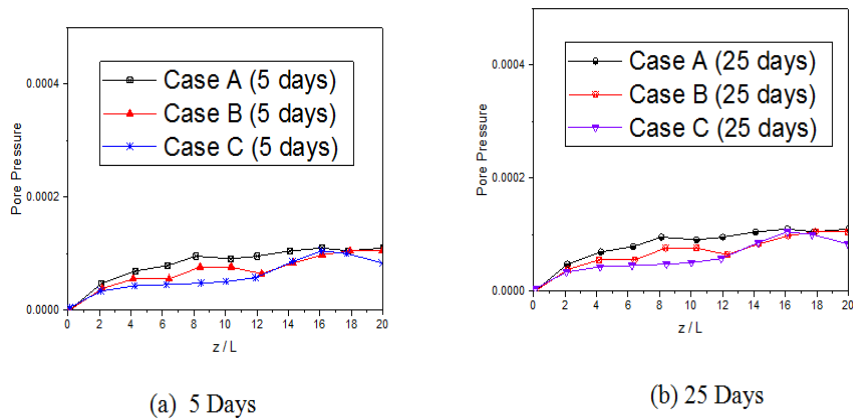 Case A (5 days)
Case B (5 days)
Case C (5 days)
0.0004
0.0002
0.0000
Pore Pressure
0 2 4 6 8 10 12 14 16 18 20
z / L
(a) 5 Days
Case A (25 days)
Case B (25 days)
Case C (25 days)
0.0004
0.0002
0.0000
Pore Pressure
0 2 4 6 8 10 12 14 16 18 20
z / L
(b) 25 Days